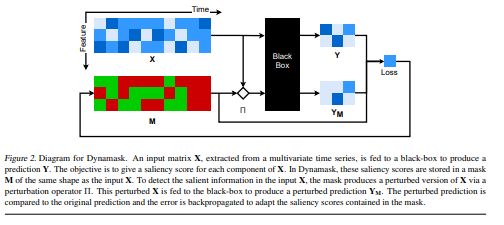 Time
Feature
X
Black
Box
Y
Loss
M
Π
Y_M
Figure 2. Diagram for Dynamask. An input matrix X, extracted from a multivariate time series, is fed to a black-box to produce a
prediction Y. The objective is to give a saliency score for each component of X. In Dynamask, these saliency scores are stored in a mask
M of the same shape as the input X. To detect the salient information in the input X, the mask produces a perturbed version of X via a
perturbation operator Π. This perturbed X is fed to the black-box to produce a perturbed prediction Y_M. The perturbed prediction is
compared to the original prediction and the error is backpropagated to adapt the saliency scores contained in the mask.